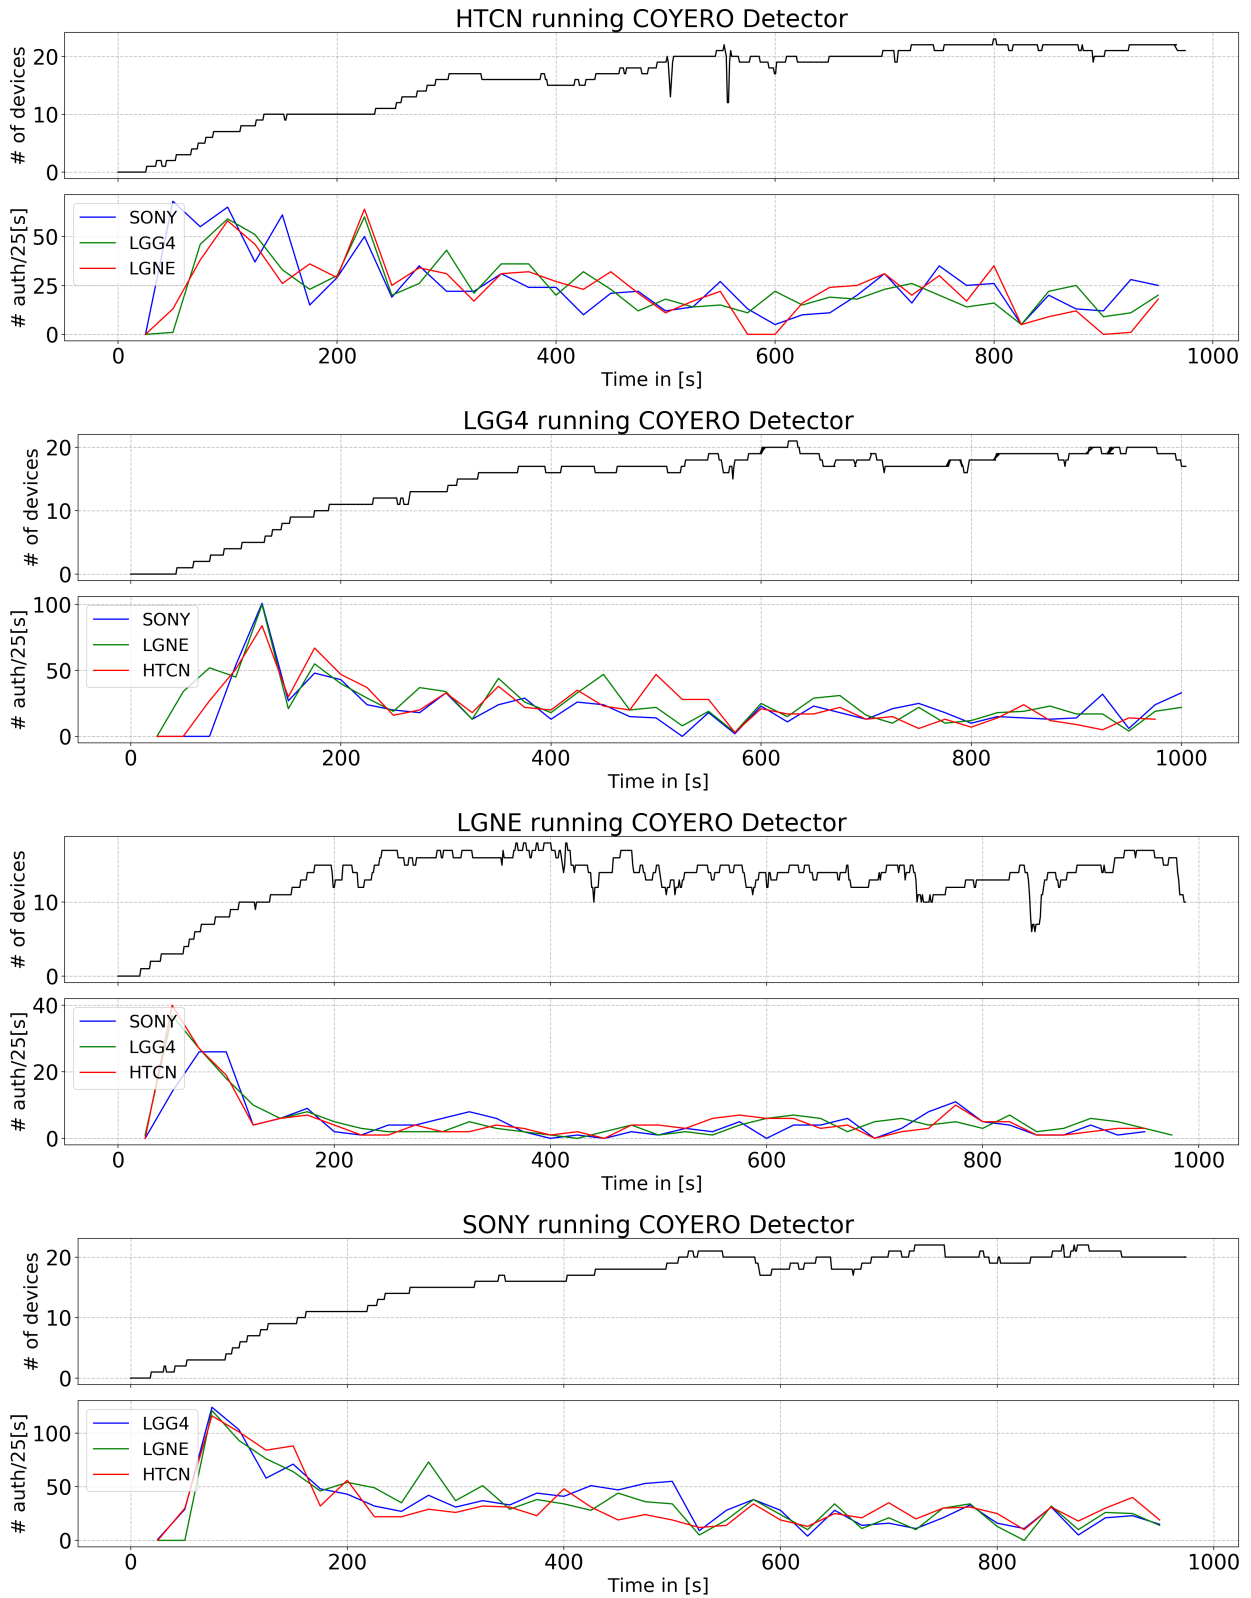 HTCN running COYERO Detector
# of devices
20
10
0
# auth/25[s]
50
25
0
SONY
LGG4
LGNE
0 200 400 600 800 1000
Time in [s]
LGG4 running COYERO Detector
# of devices
20
10
0
# auth/25[s]
100
50
0
SONY
LGNE
HTCN
0 200 400 600 800 1000
Time in [s]
LGNE running COYERO Detector
# of devices
10
0
# auth/25[s]
40
20
0
SONY
LGG4
HTCN
0 200 400 600 800 1000
Time in [s]
SONY running COYERO Detector
# of devices
20
10
0
# auth/25[s]
100
50
0
LGG4
LGNE
HTCN
0 200 400 600 800 1000
Time in [s]